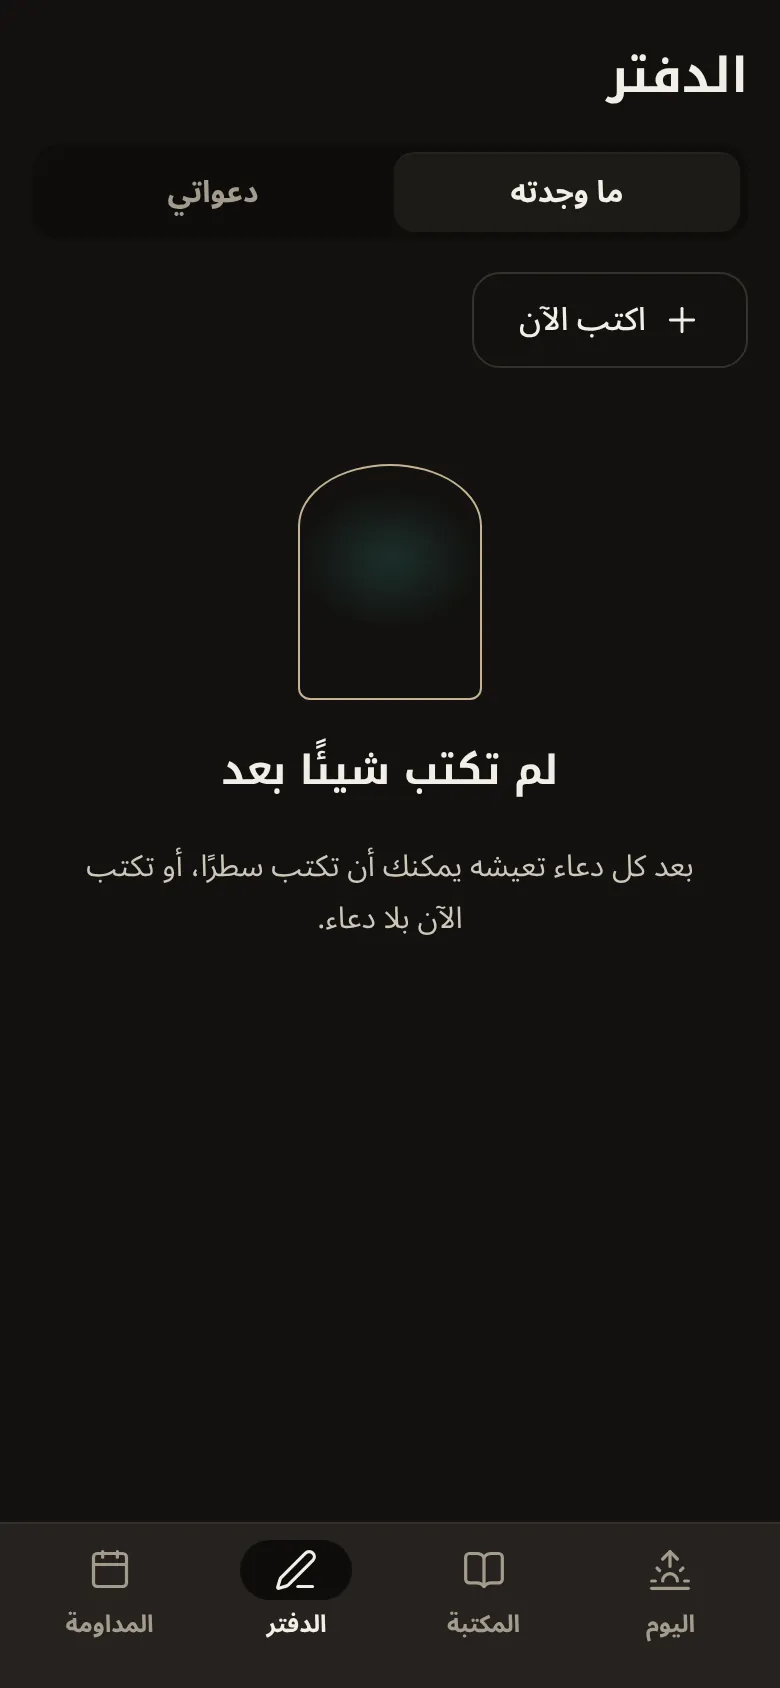 الدفتر
ما وجدته
دعواتي
اكتب الآن
لم تكتب شيئًا بعد
بعد كل دعاء تعيشه يمكنك أن تكتب سطرًا، أو تكتب
الآن بلا دعاء.
اليوم
المكتبة
الدفتر
المداومة